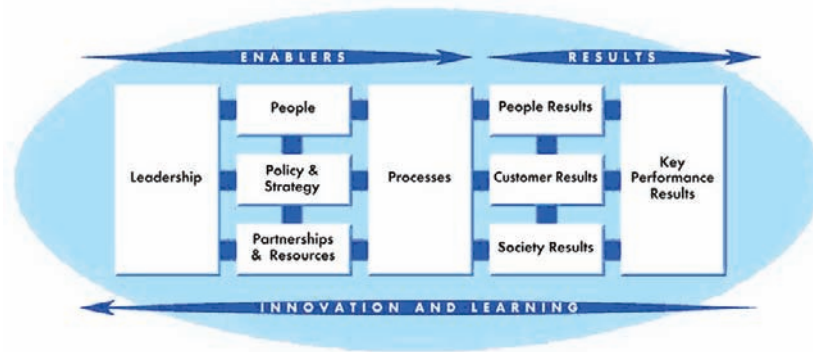 ENABLERS
RESULTS
Leadership
People
Policy &
Strategy
Partnerships
& Resources
Processes
People Results
Customer Results
Society Results
Key
Performance
Results
INNOVATION AND LEARNING